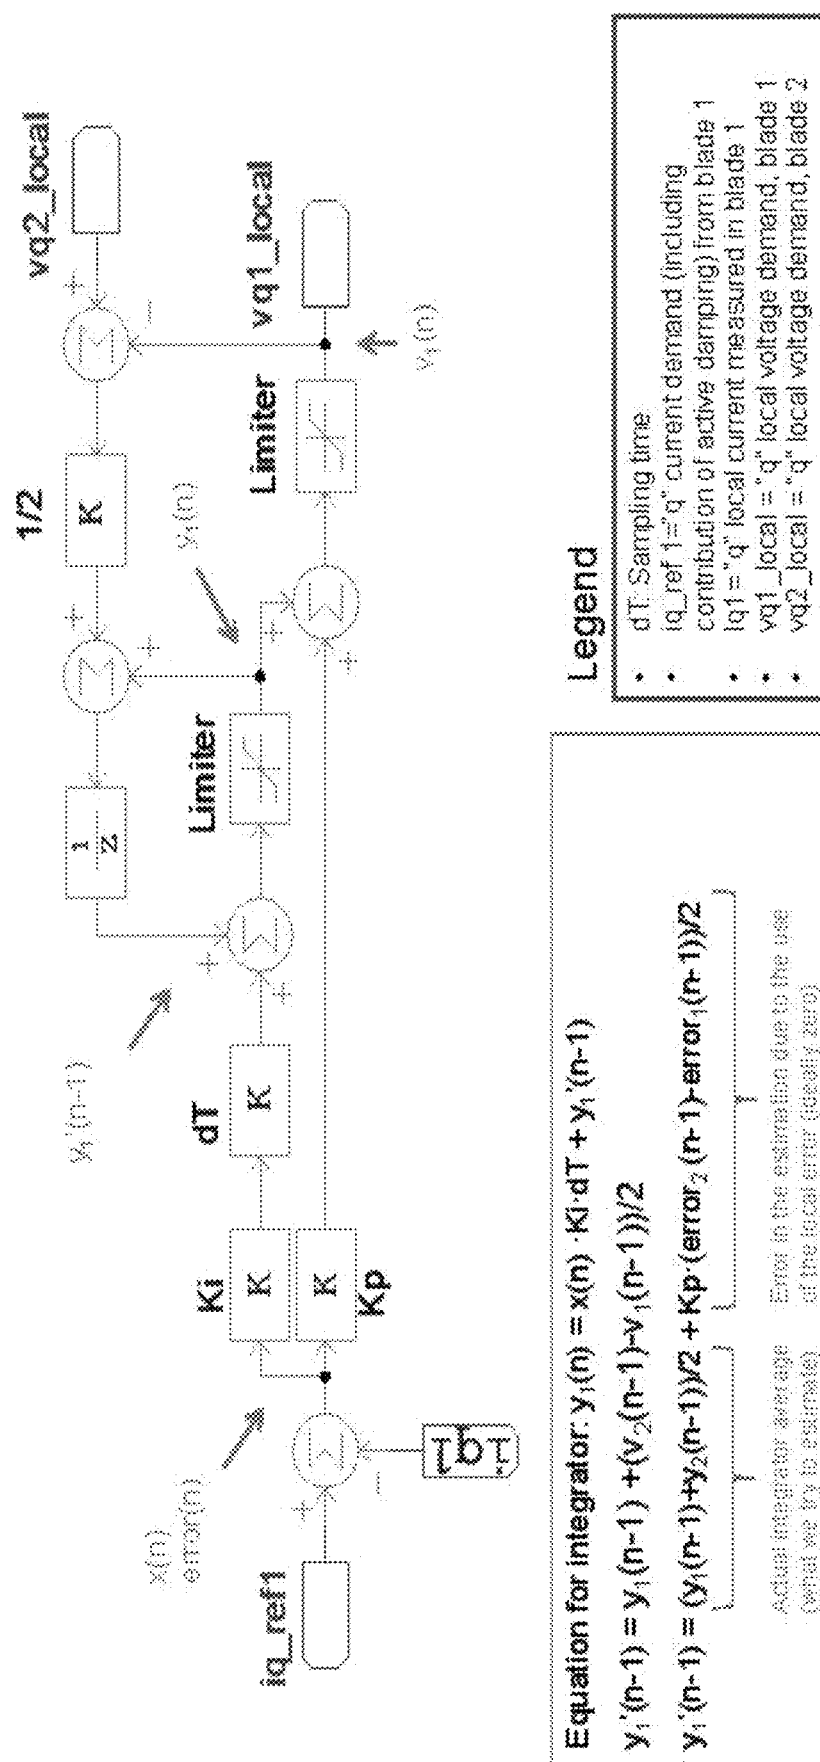 vq2_local
1/2
K
1
z
y₁'(n-1)
y₁(n)
vq1_local
Limiter
Limiter
v₁(n)
dT
K
Ki
K
K
Kp
x(n)
error(n)
iq_ref1
iq1
Σ
Σ
Σ
Σ
Σ
+
−
+
+
+
+
+
+
+
−
Equation for integrator: y₁(n) = x(n) ·Ki·dT + y₁'(n-1)
y₁'(n-1) = y₁(n-1) +(v₂(n-1)-v₁(n-1))/2
y₁'(n-1) = (y₁(n-1)+y₂(n-1))/2 + Kp·(error₂ (n-1)-error₁(n-1))/2
Actual integrator average
(what we try to estimate)
Error in the estimation due to the use
of the local error (ideally zero)
Legend
• dT: Sampling time
• iq_ref 1="q" current demand (including
contribution of active damping) from blade 1
• Iq1 = "q" local current measured in blade 1
• vq1_local = "q" local voltage demand, blade 1
• vq2_local = "q" local voltage demand, blade 2